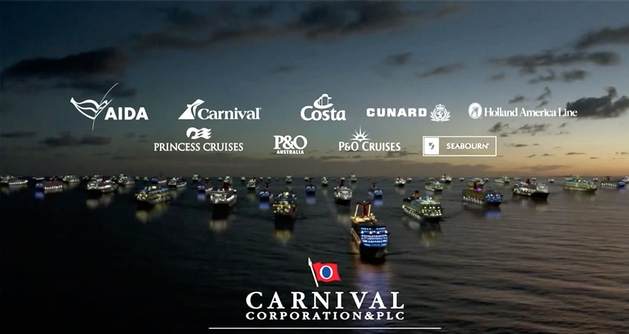 AIDA
Carnival
Costa
CUNARD
Holland America Line
PRINCESS CRUISES
P&O
AUSTRALIA
P&O CRUISES
SEABOURN
CARNIVAL
CORPORATION&PLC